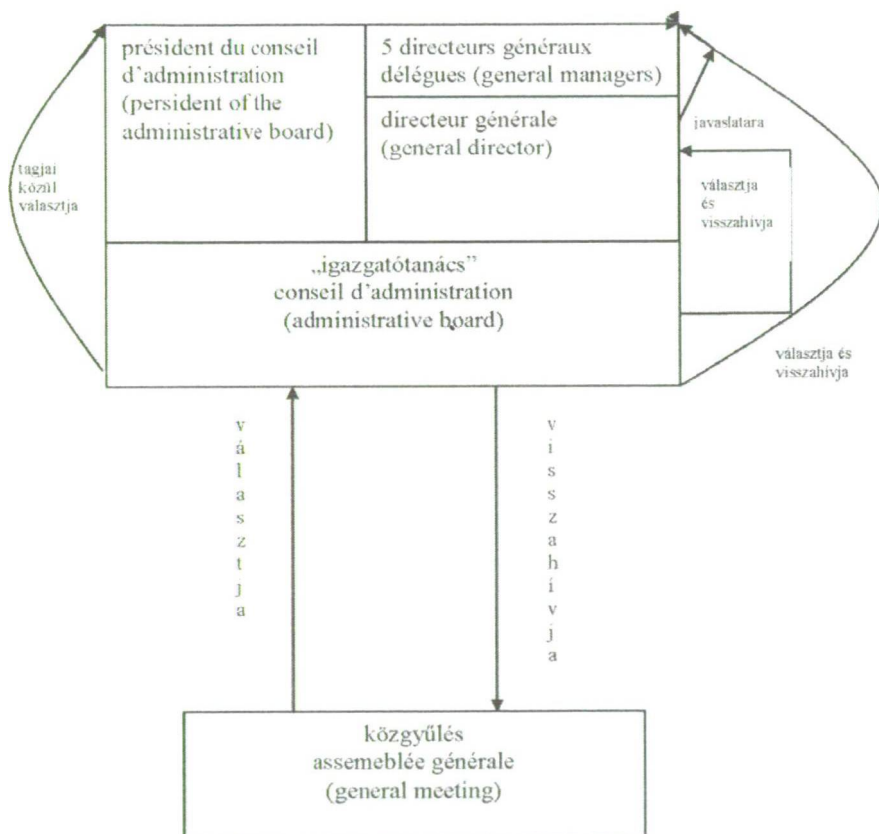 président du conseil
d'administration
(persident of the
administrative board)
5 directeurs généraux
délégues (general managers)
directeur générale
(general director)
javaslatara
tagjai
közül
valasztja
választja
és
visszahívja
„igazgatótanács”
conseil d'administration
(administrative board)
választja és
visszahívja
választja
visszahívja
közgyűlés
assemeblée générale
(general meeting)